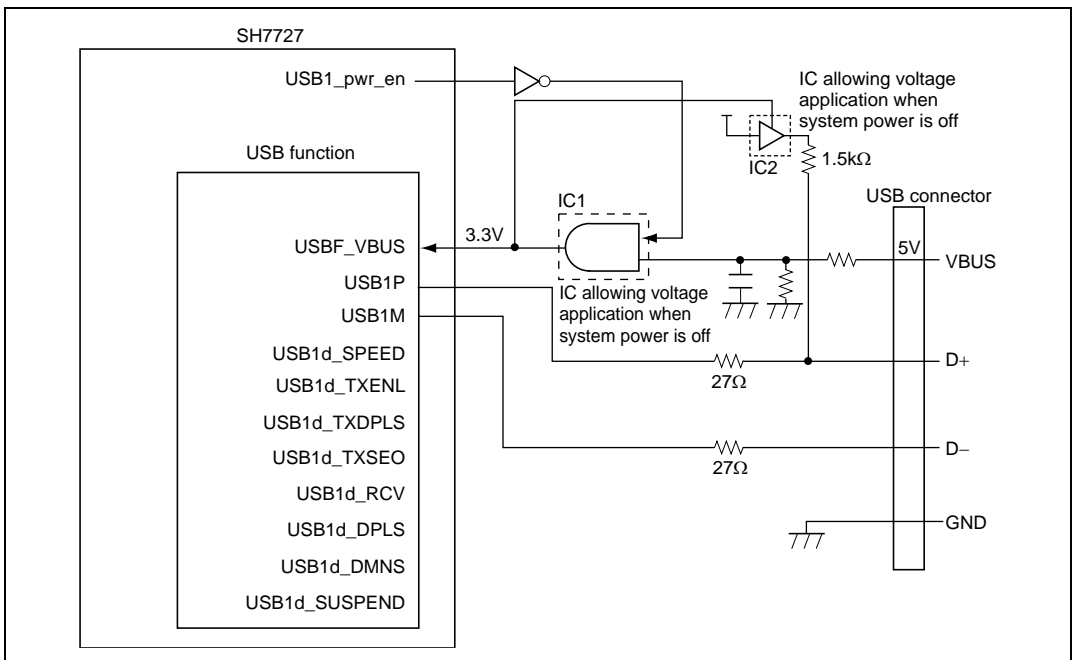 SH7727
USB1_pwr_en
IC allowing voltage
application when
system power is off
IC2
1.5kΩ
USB function
IC1
USB connector
USBF_VBUS
3.3V
5V
VBUS
USB1P
IC allowing voltage
application when
system power is off
USB1M
USB1d_SPEED
27Ω
D+
USB1d_TXENL
USB1d_TXDPLS
USB1d_TXSEO
27Ω
D−
USB1d_RCV
USB1d_DPLS
GND
USB1d_DMNS
USB1d_SUSPEND